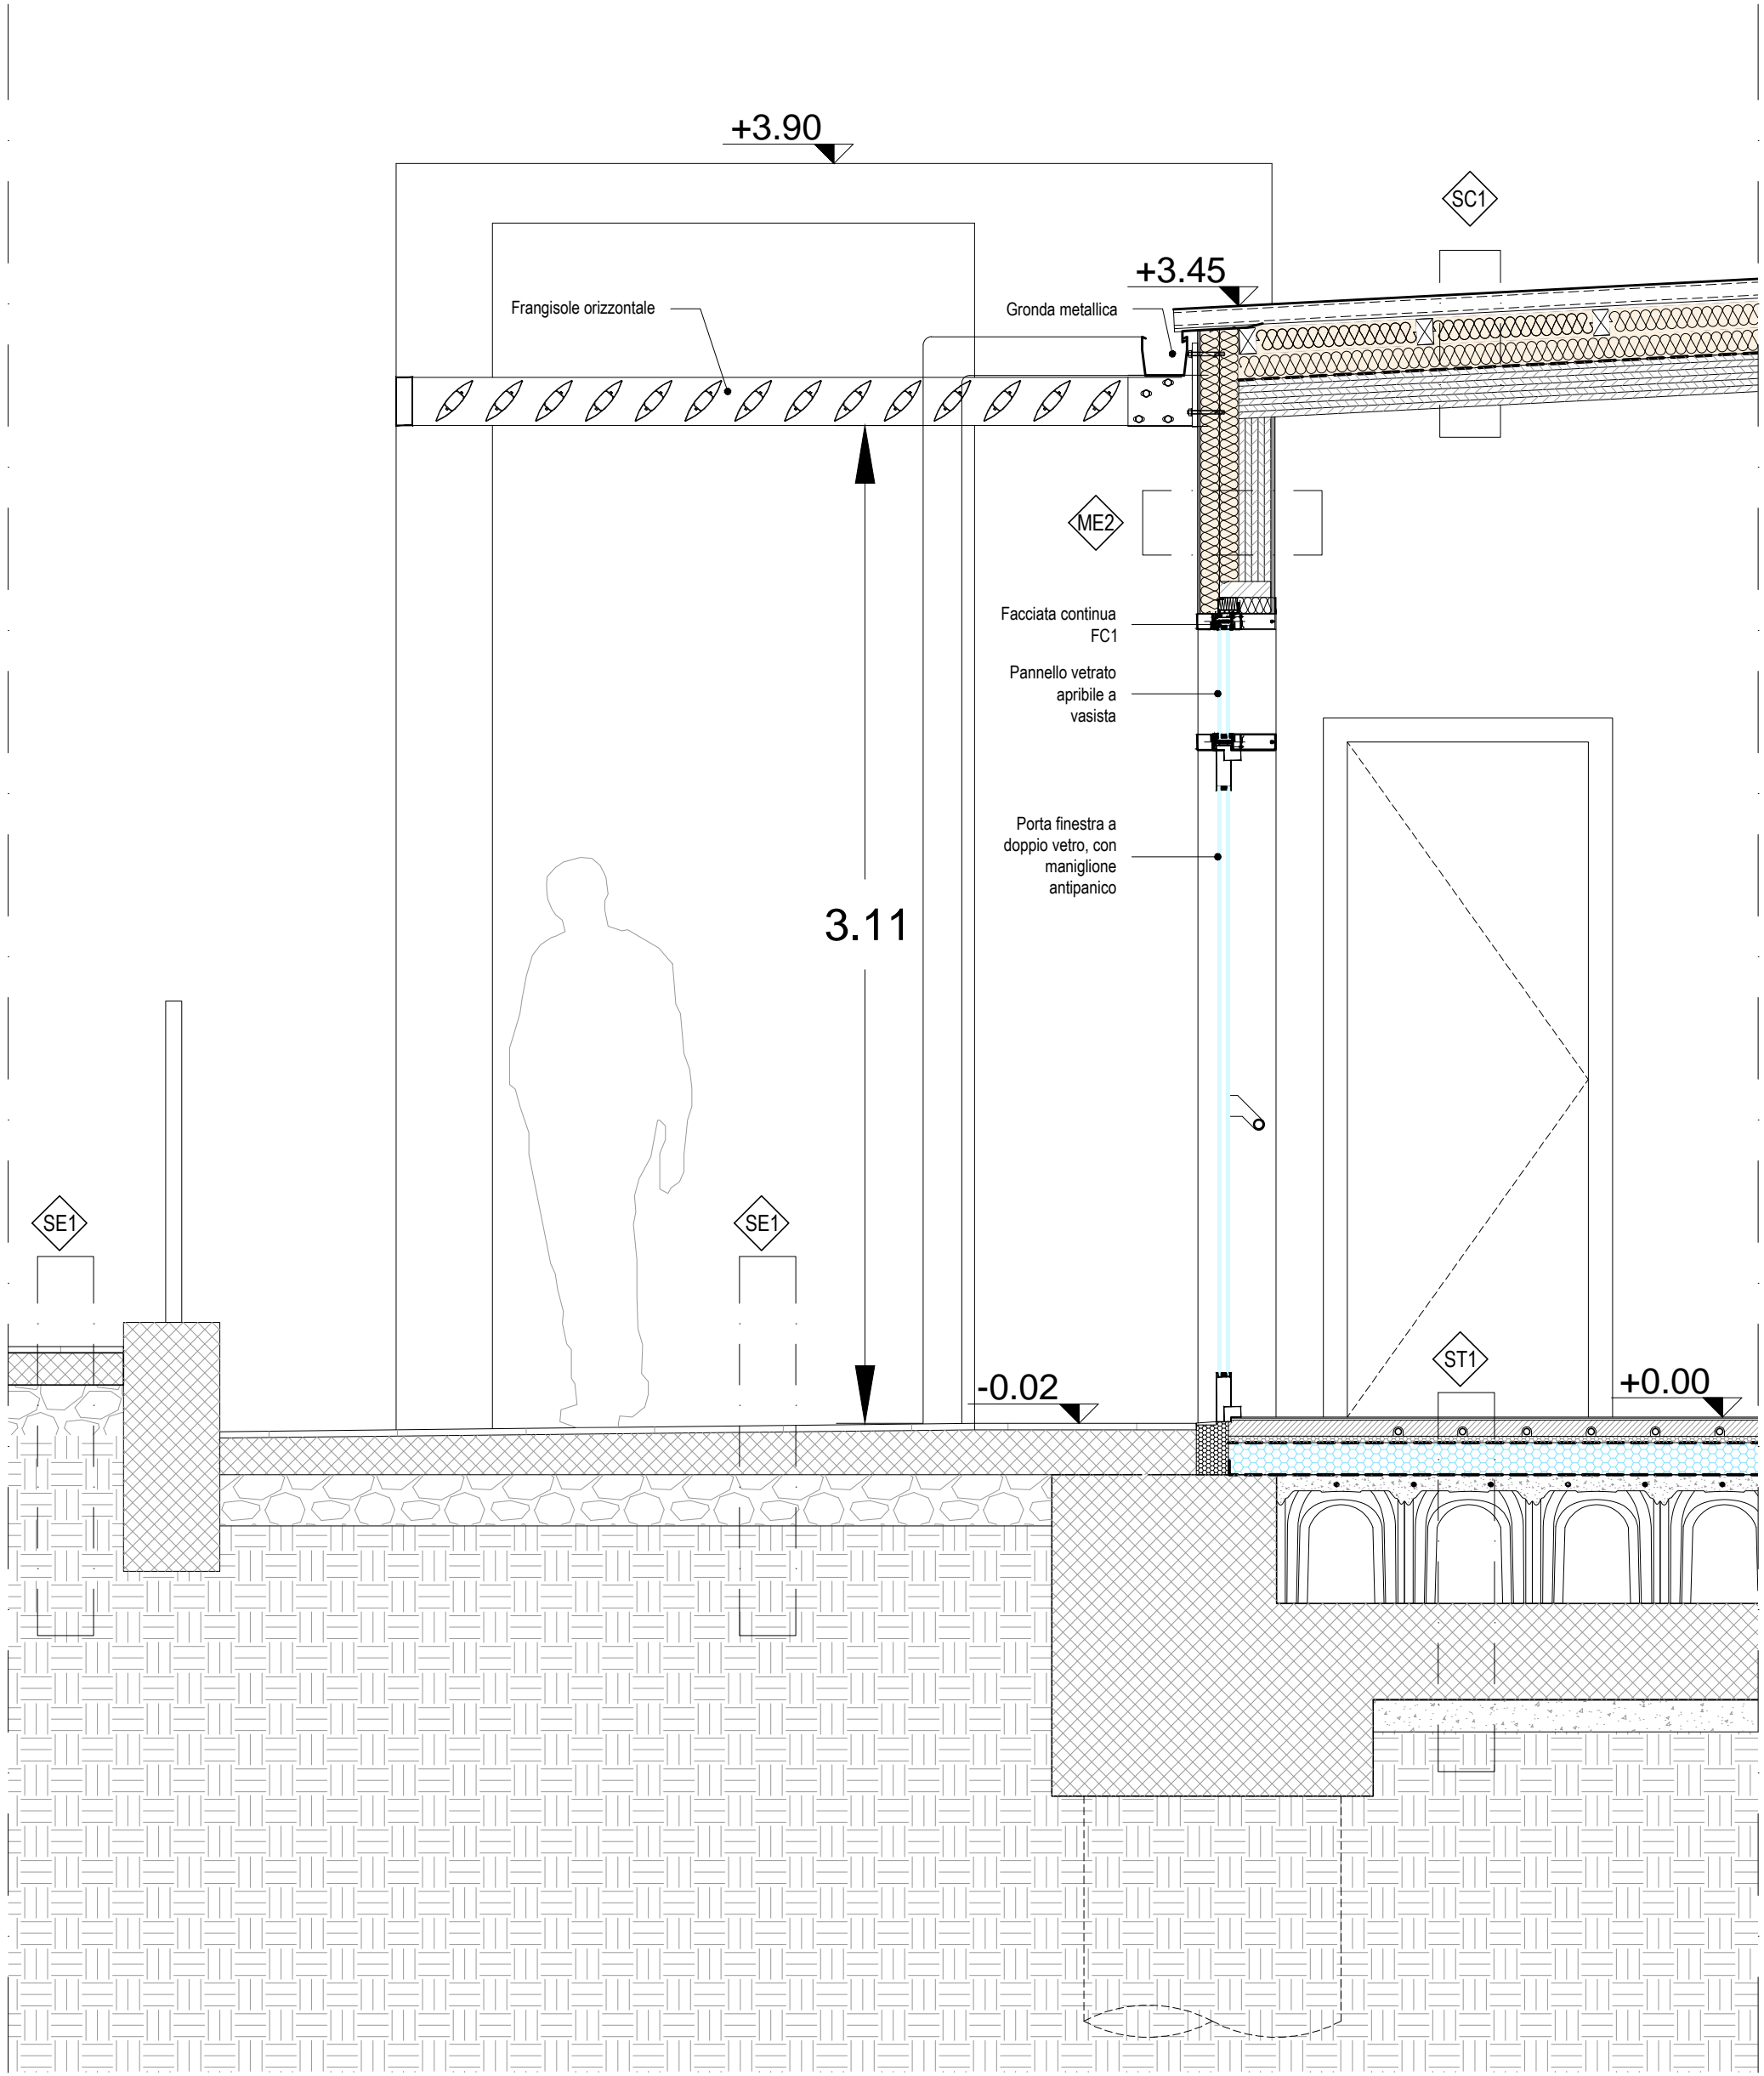 +3.90
SC1
+3.45
Frangisole orizzontale
Gronda metallica
ME2
Facciata continua
FC1
Pannello vetrato
apribile a
vasista
Porta finestra a
doppio vetro, con
maniglione
antipanico
3.11
SE1
SE1
ST1
-0.02
+0.00